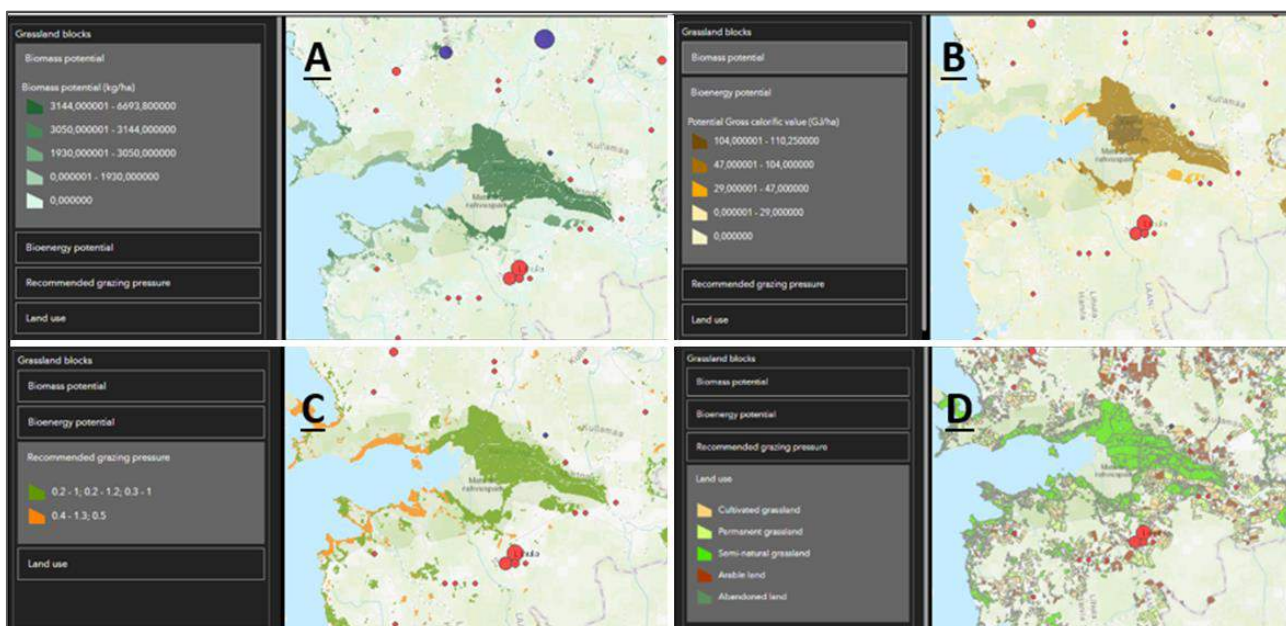 Grassland blocks
Biomass potential
Biomass potential (kg/ha)
3144,000001 - 6693,800000
3050,000001 - 3144,000000
1930,000001 - 3050,000000
0,000001 - 1930,000000
0,000000
Bioenergy potential
Recommended grazing pressure
Land use
A
Kullamaa
Grassland blocks
Biomass potential
Bioenergy potential
Potential Gross calorific value (GJ/ha)
104,000001 - 110,250000
47,000001 - 104,000000
29,000001 - 47,000000
0,000001 - 29,000000
0,000000
Recommended grazing pressure
Land use
B
Kullamaa
rahvuspark
Grassland blocks
Biomass potential
Bioenergy potential
Recommended grazing pressure
0.2 - 1; 0.2 - 1.2; 0.3 - 1
0.4 - 1.3; 0.5
Land use
C
Kullamaa
Grassland blocks
Biomass potential
Bioenergy potential
Recommended grazing pressure
Land use
Cultivated grassland
Permanent grassland
Semi-natural grassland
Arable land
Abandoned land
D
Kullamaa
rahvuspark